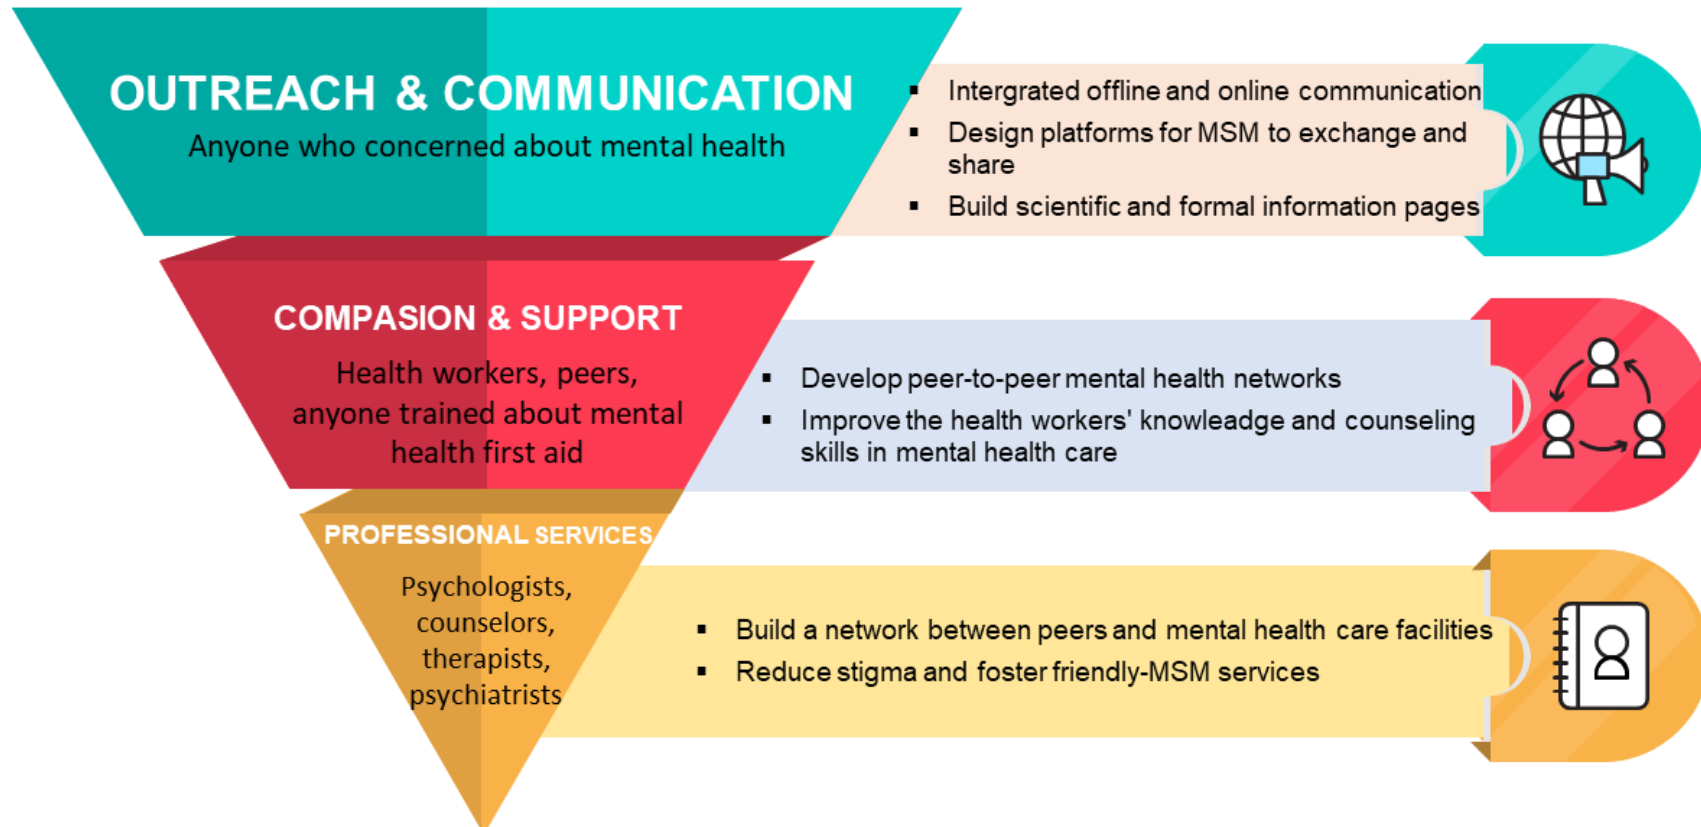 OUTREACH & COMMUNICATION
Anyone who concerned about mental health
▪ Intergrated offline and online communication
▪ Design platforms for MSM to exchange and
share
▪ Build scientific and formal information pages
COMPASION & SUPPORT
Health workers, peers,
anyone trained about mental
health first aid
▪ Develop peer-to-peer mental health networks
▪ Improve the health workers' knowleadge and counseling
skills in mental health care
PROFESSIONAL SERVICES
Psychologists,
counselors,
therapists,
psychiatrists
▪ Build a network between peers and mental health care facilities
▪ Reduce stigma and foster friendly-MSM services